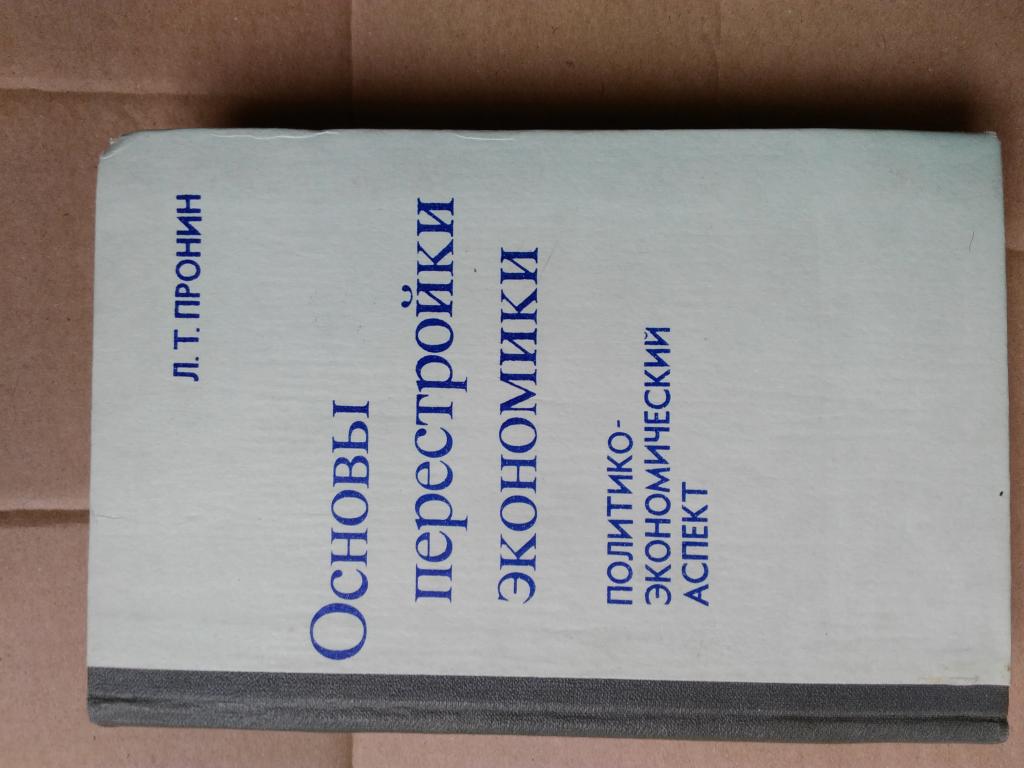 Л. Т. ПРОНИН
Основы
перестройки
экономики
ПОЛИТИКО-
ЭКОНОМИЧЕСКИЙ
АСПЕКТ